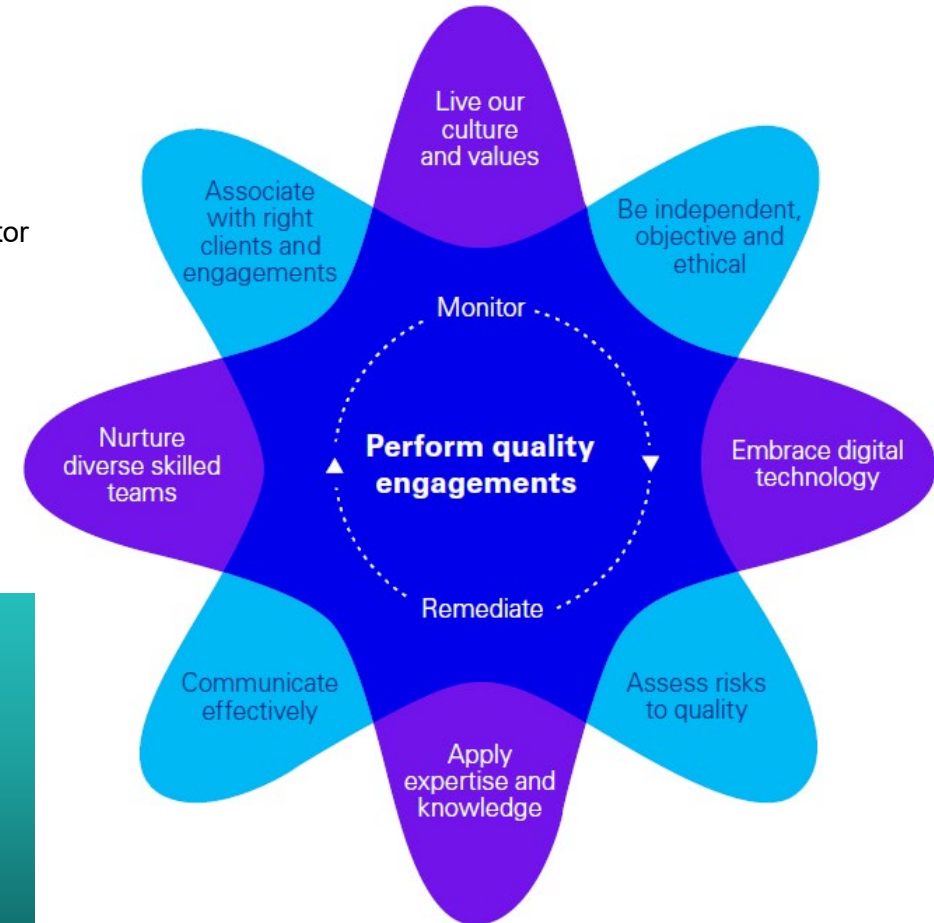 Live our
culture
and values
Associate
with right
clients and
engagements
Be independent,
objective and
ethical
tor
Monitor
Nurture
diverse skilled
teams
Perform quality
engagements
Embrace digital
technology
Remediate
Communicate
effectively
Assess risks
to quality
Apply
expertise and
knowledge